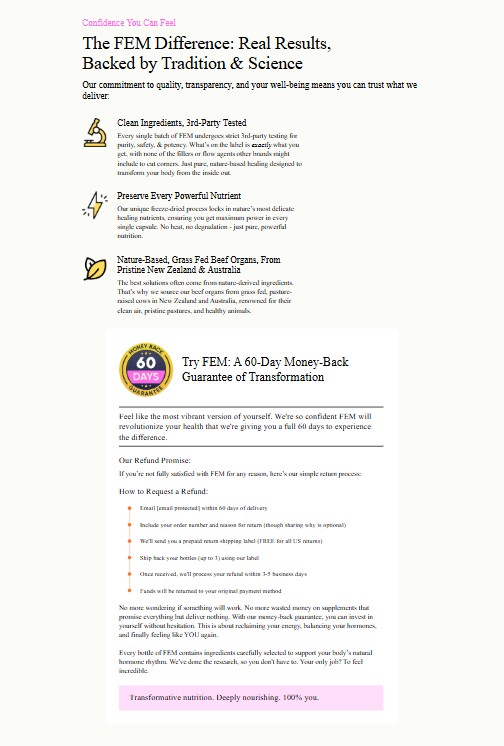 Confidence You Can Feel
The FEM Difference: Real Results,
Backed by Tradition & Science
Our commitment to quality, transparency, and your well-being means you can trust what we
deliver:
Clean Ingredients, 3rd-Party Tested
Every single batch of FEM undergoes strict 3rd-party testing for
purity, safety, & potency. What's on the label is exactly what you
get, with none of the fillers or flow agents other brands might
include to cut corners. Just pure, nature-based healing designed to
transform your body from the inside out.
Preserve Every Powerful Nutrient
Our unique freeze-dried process locks in nature's most delicate
healing nutrients, ensuring you get maximum power in every
single capsule. No heat, no degradation - just pure, powerful
nutrition.
Nature-Based, Grass Fed Beef Organs, From
Pristine New Zealand & Australia
The best solutions often come from nature-derived ingredients.
That's why we source our beef organs from grass fed, pasture-
raised cows in New Zealand and Australia, renowned for their
clean air, pristine pastures, and healthy animals.
MONEY BACK
60
DAYS
GUARANTEE
Try FEM: A 60-Day Money-Back
Guarantee of Transformation
Feel like the most vibrant version of yourself. We're so confident FEM will
revolutionize your health that we're giving you a full 60 days to experience
the difference.
Our Refund Promise:
If you're not fully satisfied with FEM for any reason, here's our simple return process:
How to Request a Refund:
Email [email protected] within 60 days of delivery
Include your order number and reason for return (though sharing why is optional)
We'll send you a prepaid return shipping label (FREE for all US returns)
Ship back your bottles (up to 3) using our label
Once received, we'll process your refund within 3-5 business days
Funds will be returned to your original payment method
No more wondering if something will work. No more wasted money on supplements that
promise everything but deliver nothing. With our money-back guarantee, you can invest in
yourself without hesitation. This is about reclaiming your energy, balancing your hormones,
and finally feeling like YOU again.
Every bottle of FEM contains ingredients carefully selected to support your body's natural
hormone rhythm. We've done the research, so you don't have to. Your only job? To feel
incredible.
Transformative nutrition. Deeply nourishing. 100% you.